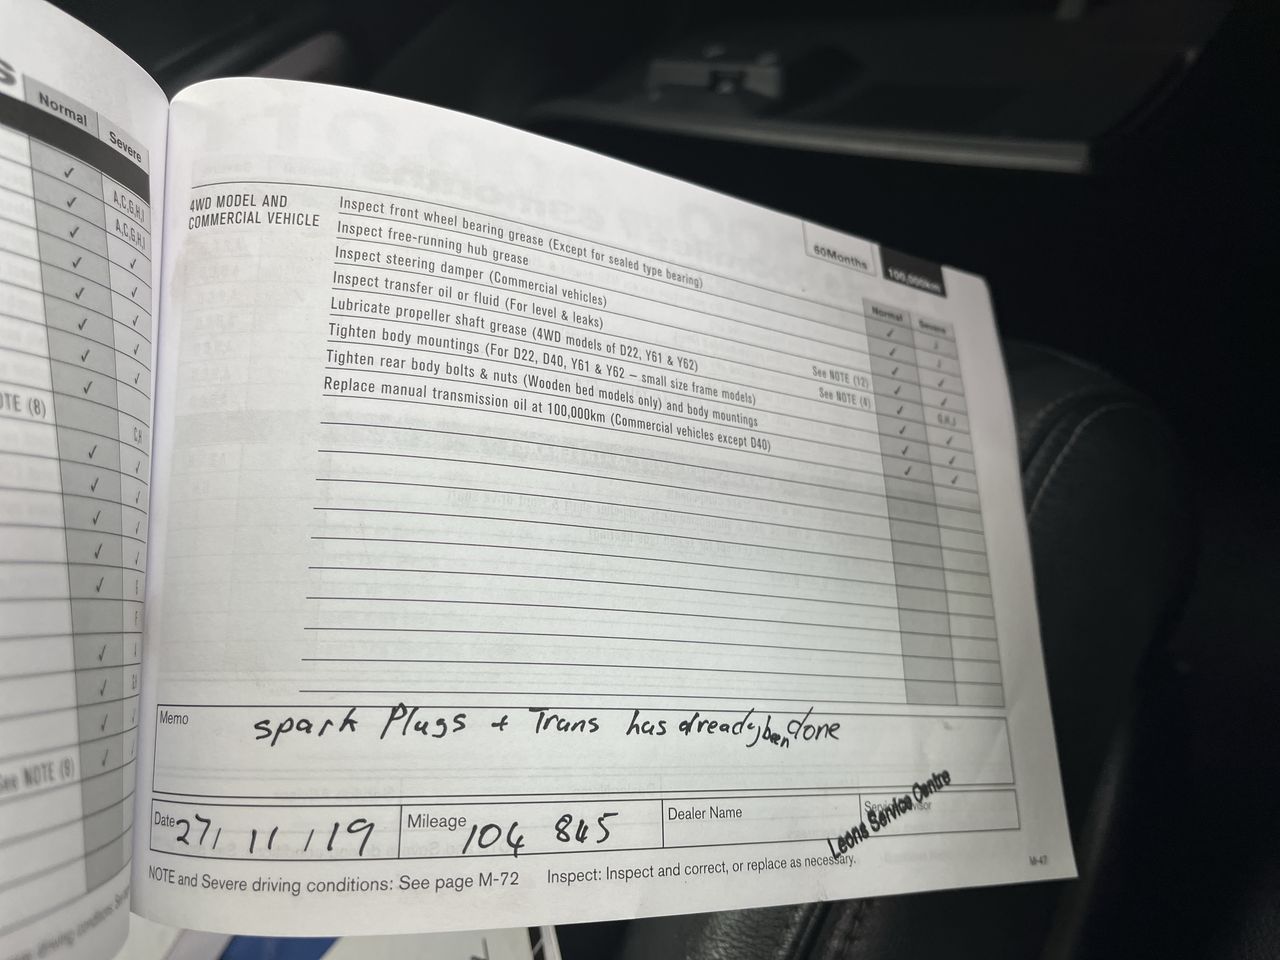 S
Normal
Severe
A,C,G,H,I
A,C,G,H,I
OTE (8)
C,H
E
F
See NOTE (9)
60Months
100,000km
Normal
Severe
4WD MODEL AND
COMMERCIAL VEHICLE
Inspect front wheel bearing grease (Except for sealed type bearing)
Inspect free-running hub grease
Inspect steering damper (Commercial vehicles)
Inspect transfer oil or fluid (For level & leaks)
Lubricate propeller shaft grease (4WD models of D22, Y61 & Y62) See NOTE (12)
Tighten body mountings (For D22, D40, Y61 & Y62 – small size frame models) See NOTE (4)
G,H,I
Tighten rear body bolts & nuts (Wooden bed models only) and body mountings
Replace manual transmission oil at 100,000km (Commercial vehicles except D40)
Memo
spark Plugs + Trans has already been done
Date 27/ 11 / 19 Mileage 104 845 Dealer Name
Leons Service Centre
NOTE and Severe driving conditions: See page M-72 Inspect: Inspect and correct, or replace as necessary.
M-47